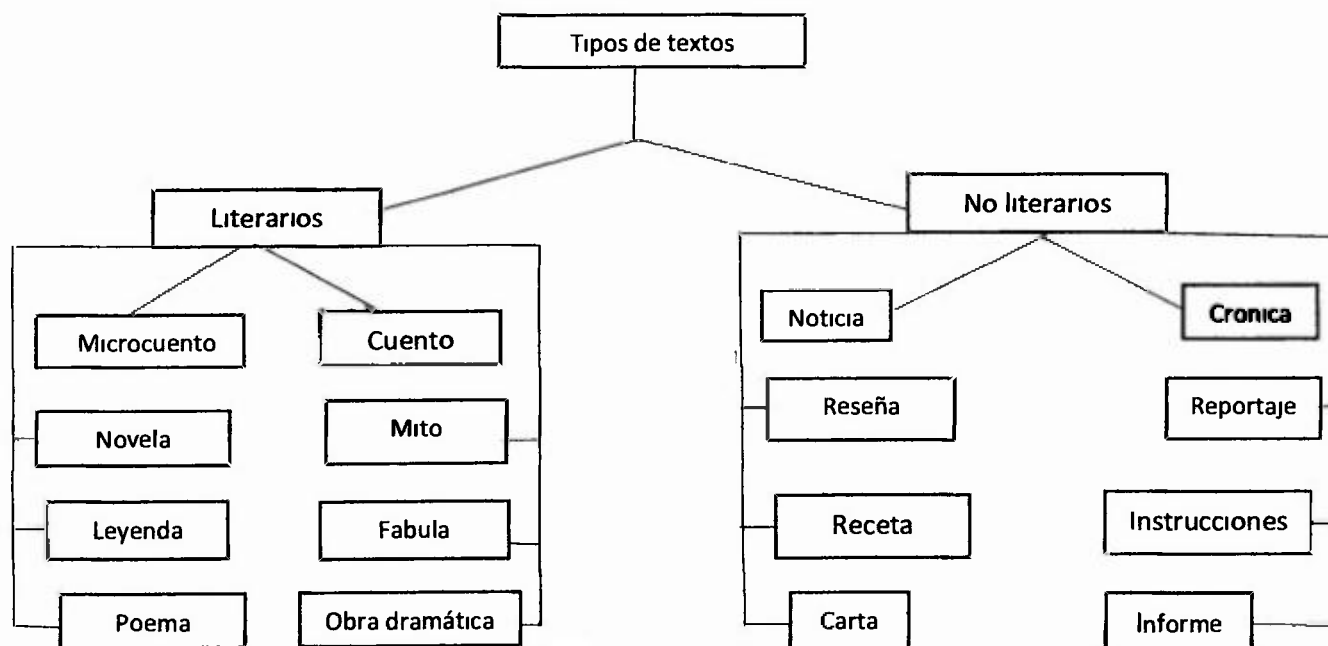 Tipos de textos
Literarios
No literarios
Microcuento
Cuento
Novela
Mito
Leyenda
Fabula
Poema
Obra dramática
Noticia
Cronica
Reseña
Reportaje
Receta
Instrucciones
Carta
Informe